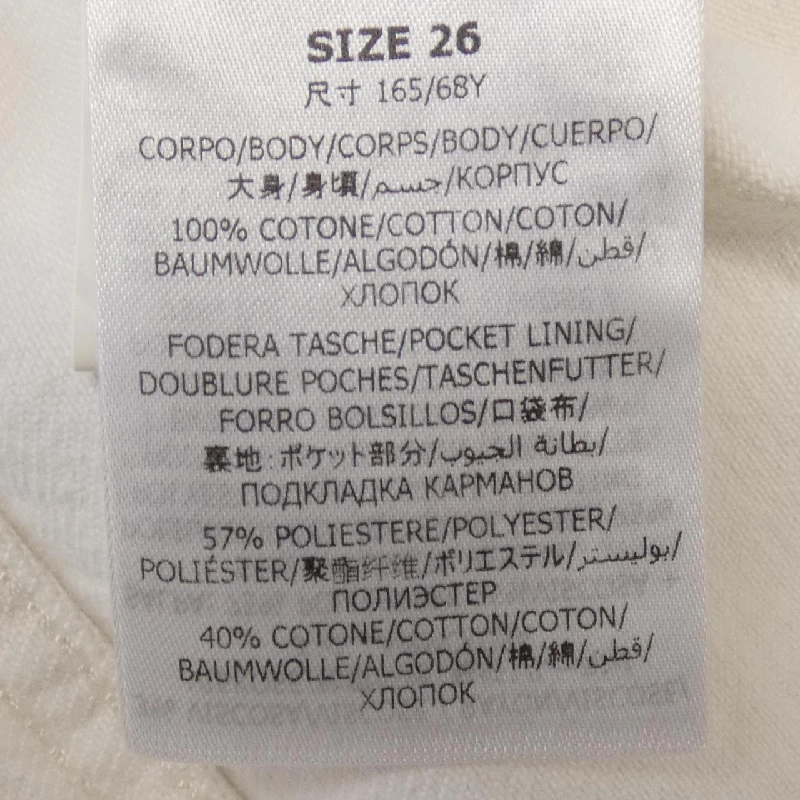 SIZE 26
尺寸 165/68Y
CORPO/BODY/CORPS/BODY/CUERPO/
大身/身頃/جسم/КОРПУС
100% COTONE/COTTON/COTON/
BAUMWOLLE/ALGODÓN/棉/綿/قطن/
ХЛОПОК
FODERA TASCHE/POCKET LINING/
DOUBLURE POCHES/TASCHENFUTTER/
FORRO BOLSILLOS/口袋布/
裏地:ポケット部分/بطانة الجيوب/
ПОДКЛАДКА КАРМАНОВ
57% POLIESTERE/POLYESTER/
POLIÉSTER/聚酯纤维/ポリエステル/بوليستر/
ПОЛИЭСТЕР
40% COTONE/COTTON/COTON/
BAUMWOLLE/ALGODÓN/棉/綿/قطن/
ХЛОПОК